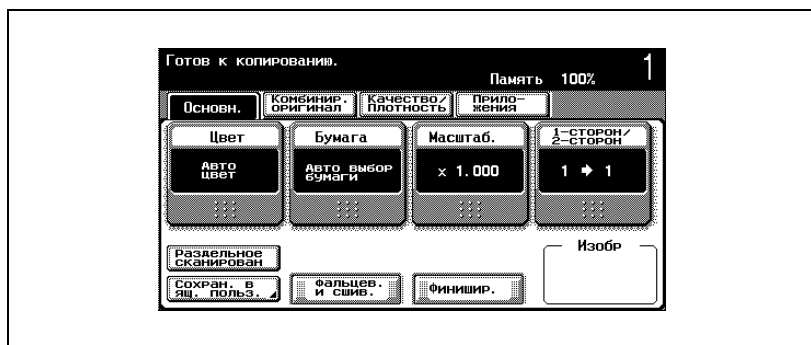 Готов к копированию.
Память 100% 1
Основн.
Комбинир.
оригинал
Качество/
плотность
Прило-
жения
Цвет
Бумага
Масштаб.
1-сторон/
2-сторон
Авто
цвет
Авто выбор
бумаги
x 1.000
1 ➔ 1
Раздельное
сканирован
Изобр
Сохран. в
ящ. польз.
Фальцев.
и сшив.
Финишир.